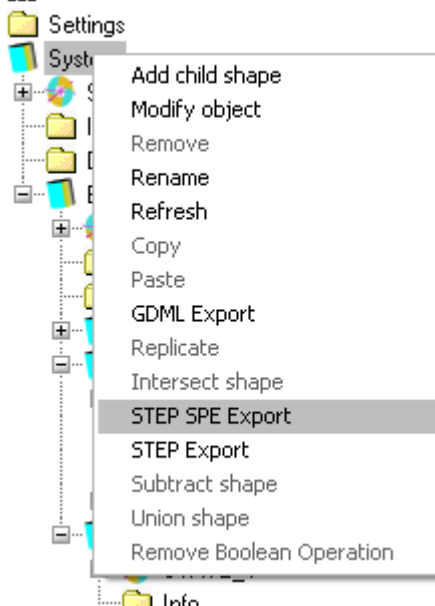 Settings
Add child shape
Modify object
Remove
Rename
Refresh
Copy
Paste
GDML Export
Replicate
Intersect shape
STEP SPE Export
STEP Export
Subtract shape
Union shape
Remove Boolean Operation
Info